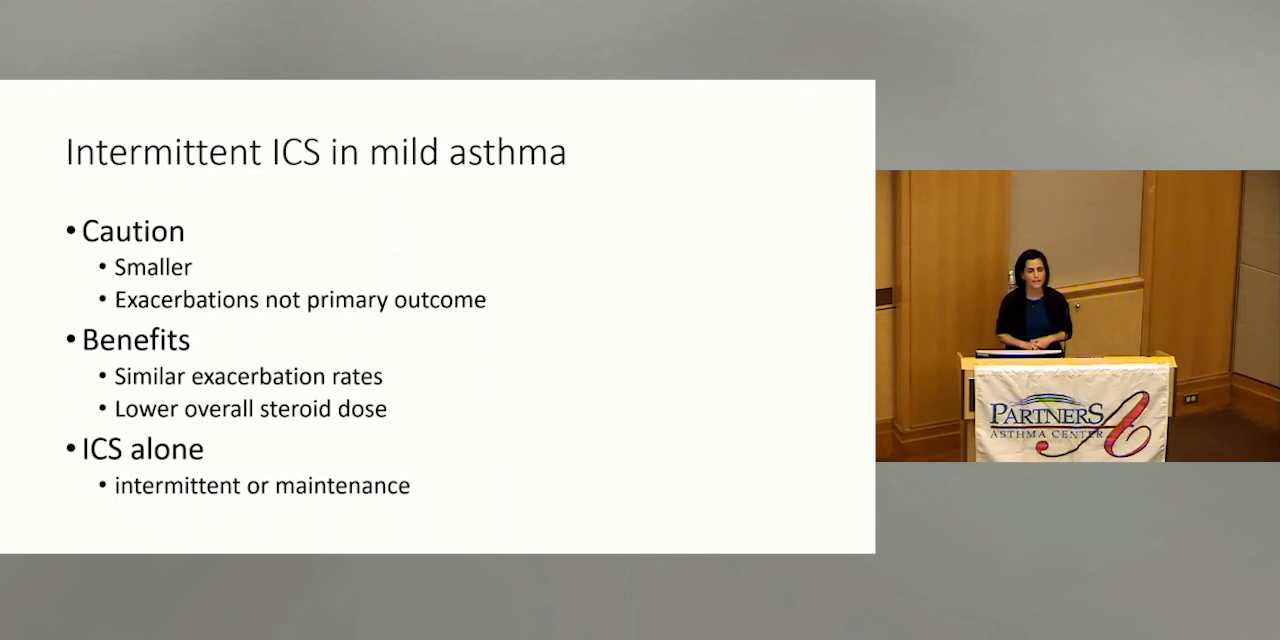 Intermittent ICS in mild asthma
• Caution
• Smaller
• Exacerbations not primary outcome
• Benefits
• Similar exacerbation rates
• Lower overall steroid dose
• ICS alone
• intermittent or maintenance
PARTNERS
ASTHMA CENTER